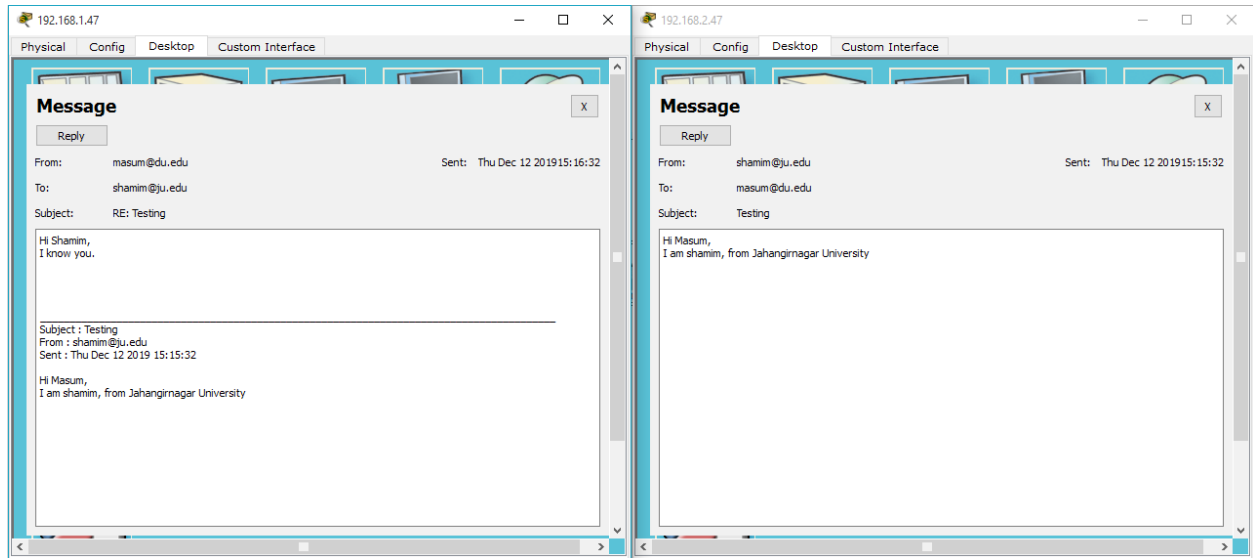 192.168.1.47
Physical Config Desktop Custom Interface
Message
X
Reply
From: masum@du.edu Sent: Thu Dec 12 201915:16:32
To: shamim@ju.edu
Subject: RE: Testing
Hi Shamim,
I know you.
Subject : Testing
From : shamim@ju.edu
Sent : Thu Dec 12 2019 15:15:32
Hi Masum,
I am shamim, from Jahangirnagar University
192.168.2.47
Physical Config Desktop Custom Interface
Message
X
Reply
From: shamim@ju.edu Sent: Thu Dec 12 201915:15:32
To: masum@du.edu
Subject: Testing
Hi Masum,
I am shamim, from Jahangirnagar University